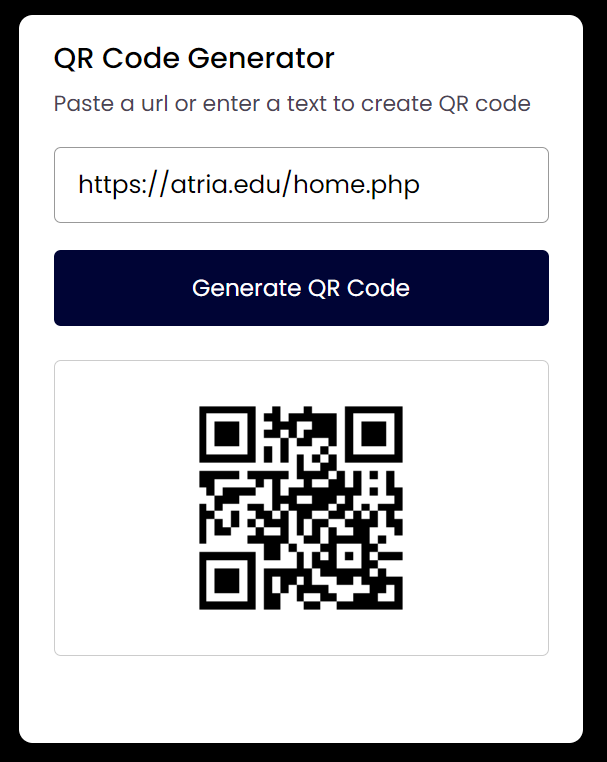 QR Code Generator
Paste a url or enter a text to create QR code
https://atria.edu/home.php
Generate QR Code